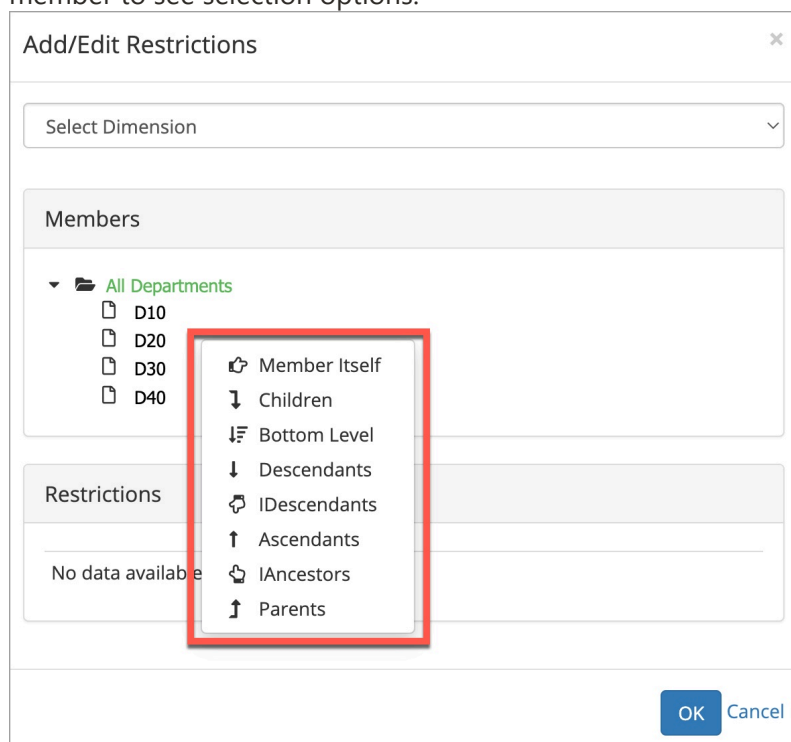 member to see selection options.
Add/Edit Restrictions
×
Select Dimension
Members
All Departments
D10
D20
D30
D40
Member Itself
Children
Bottom Level
Descendants
IDescendants
Ascendants
IAncestors
Parents
Restrictions
No data available
OK Cancel